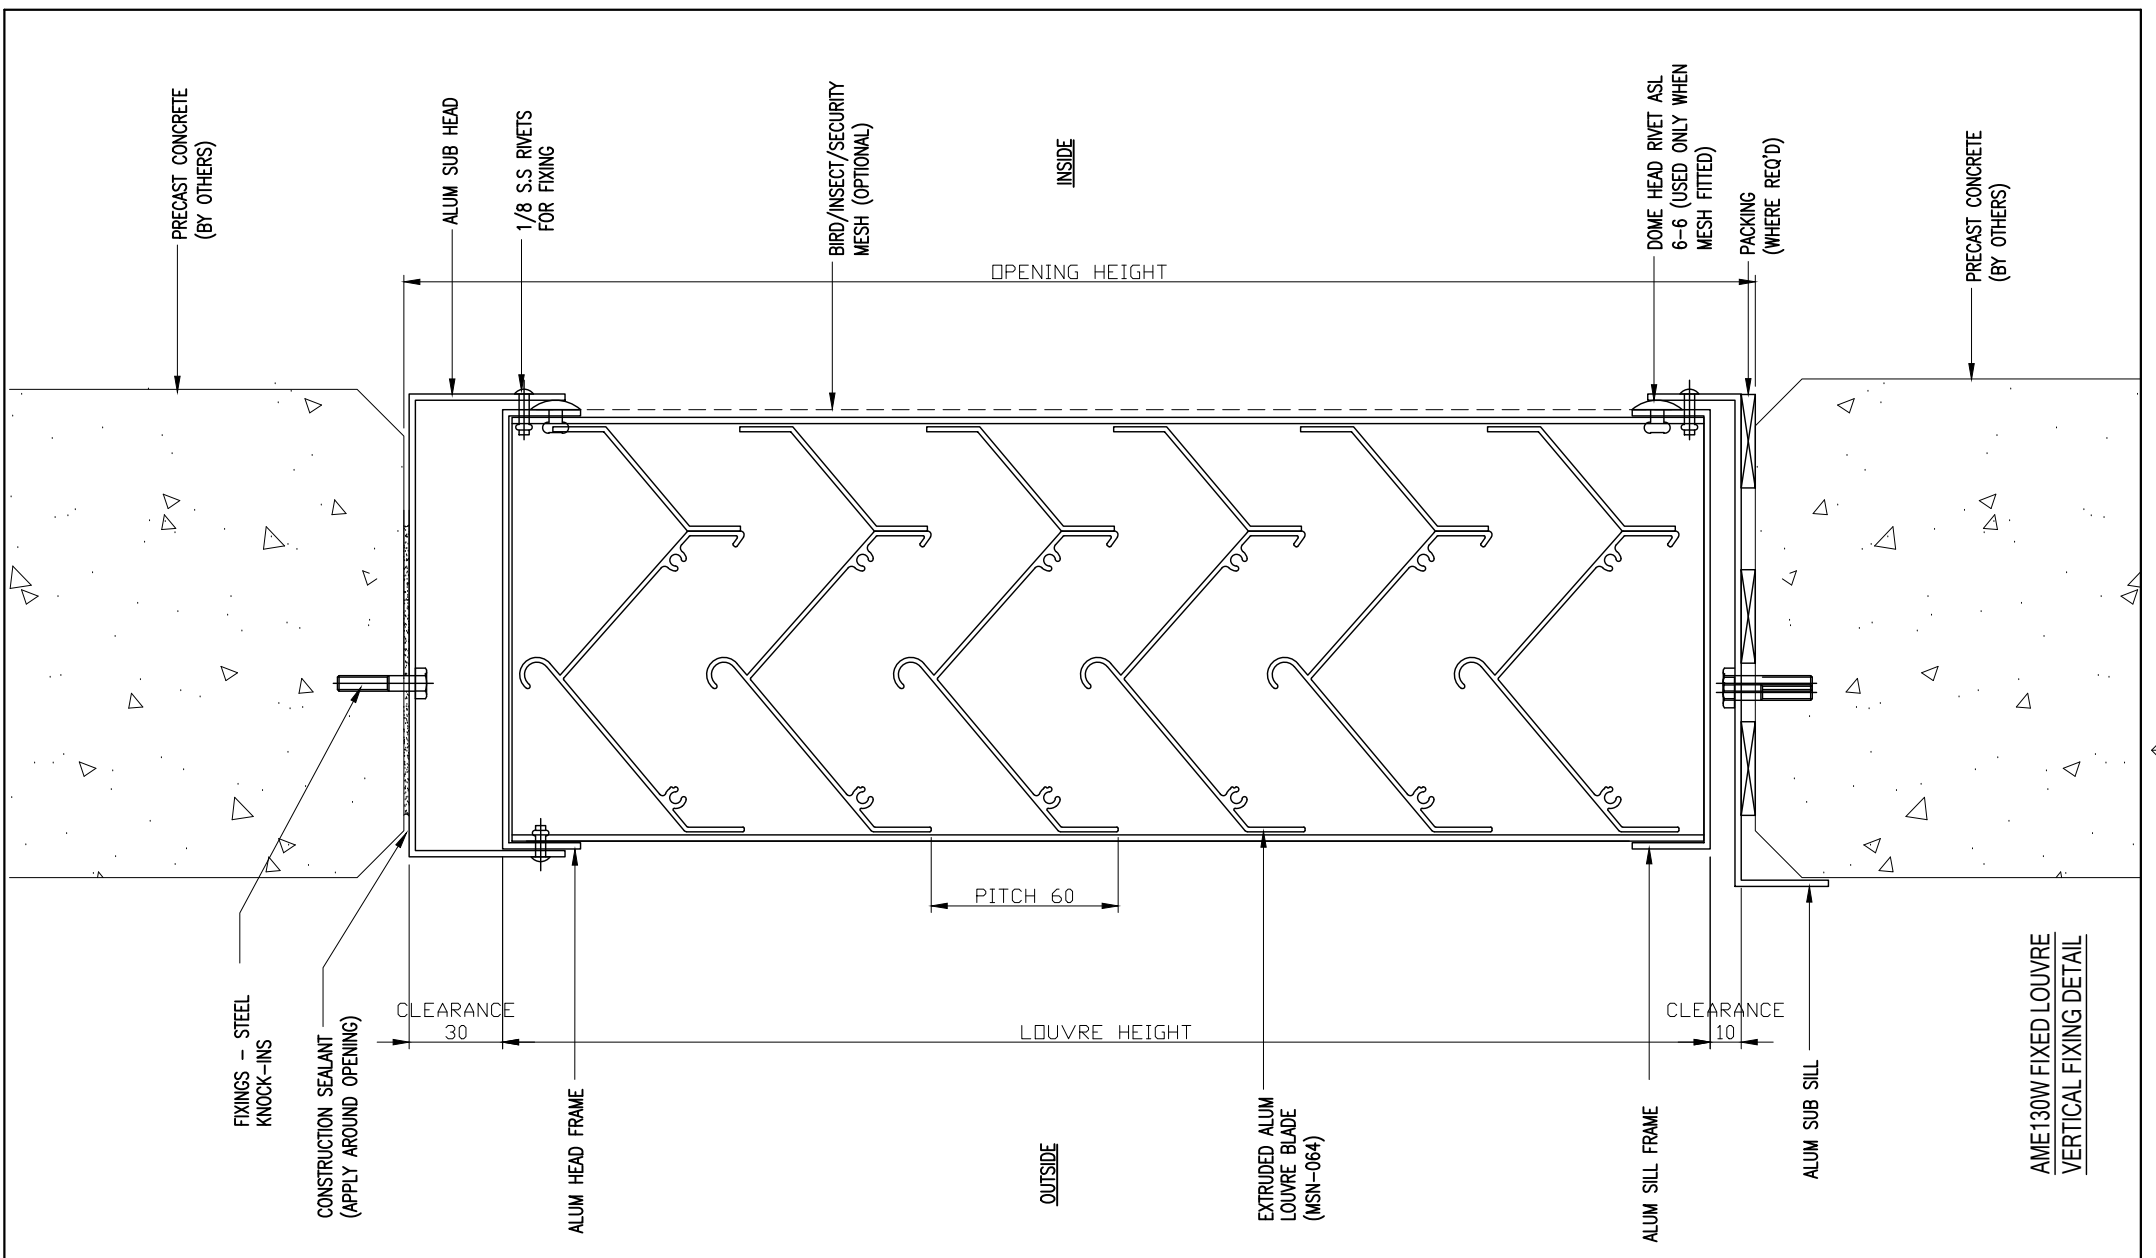 PRECAST CONCRETE
(BY OTHERS)
ALUM SUB HEAD
1/8 S.S RIVETS
FOR FIXING
BIRD/INSECT/SECURITY
MESH (OPTIONAL)
INSIDE
DOME HEAD RIVET ASL
6-6 (USED ONLY WHEN
MESH FITTED)
PACKING
(WHERE REQ'D)
PRECAST CONCRETE
(BY OTHERS)
OPENING HEIGHT
PITCH 60
CLEARANCE
30
LOUVRE HEIGHT
CLEARANCE
10
FIXINGS - STEEL
KNOCK-INS
CONSTRUCTION SEALANT
(APPLY AROUND OPENING)
ALUM HEAD FRAME
OUTSIDE
EXTRUDED ALUM
LOUVRE BLADE
(MSN-064)
ALUM SILL FRAME
ALUM SUB SILL
AME130W FIXED LOUVRE
VERTICAL FIXING DETAIL